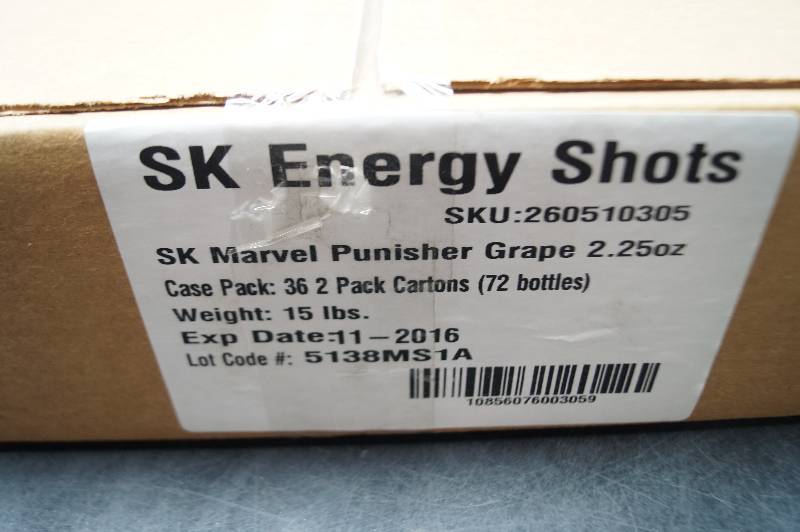 SK Energy Shots
SKU:260510305
SK Marvel Punisher Grape 2.25oz
Case Pack: 36 2 Pack Cartons (72 bottles)
Weight: 15 lbs.
Exp Date:11-2016
Lot Code #: 5138MS1A
10856076003059